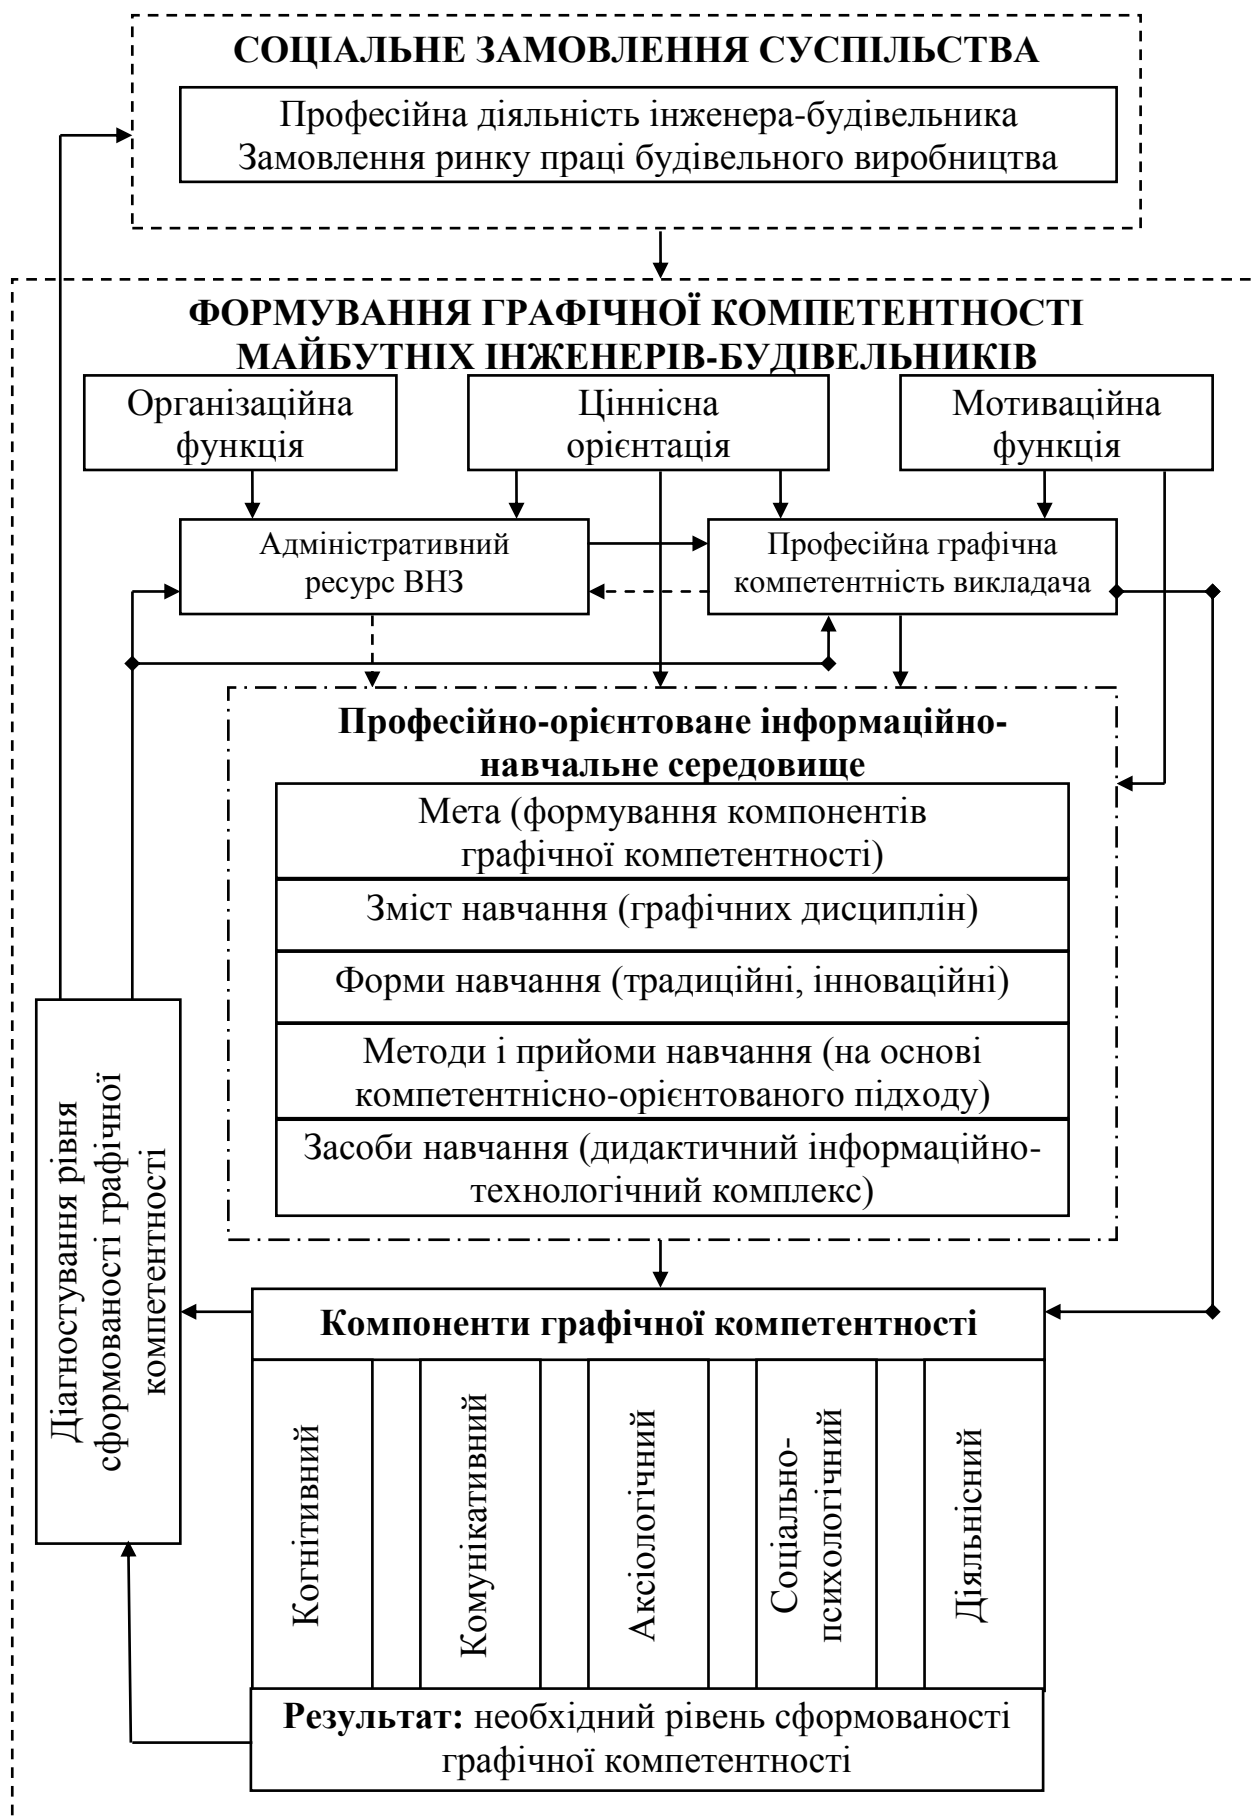 СОЦІАЛЬНЕ ЗАМОВЛЕННЯ СУСПІЛЬСТВА
Професійна діяльність інженера-будівельника
Замовлення ринку праці будівельного виробництва
ФОРМУВАННЯ ГРАФІЧНОЇ КОМПЕТЕНТНОСТІ
МАЙБУТНІХ ІНЖЕНЕРІВ-БУДІВЕЛЬНИКІВ
Організаційна
функція
Ціннісна
орієнтація
Мотиваційна
функція
Адміністративний
ресурс ВНЗ
Професійна графічна
компетентність викладача
Професійно-орієнтоване інформаційно-
навчальне середовище
Мета (формування компонентів
графічної компетентності)
Зміст навчання (графічних дисциплін)
Форми навчання (традиційні, інноваційні)
Методи і прийоми навчання (на основі
компетентнісно-орієнтованого підходу)
Засоби навчання (дидактичний інформаційно-
технологічний комплекс)
Діагностування рівня
сформованості графічної
компетентності
Компоненти графічної компетентності
Когнітивний
Комунікативний
Аксіологічний
Соціально-
психологічний
Діяльнісний
Результат: необхідний рівень сформованості
графічної компетентності